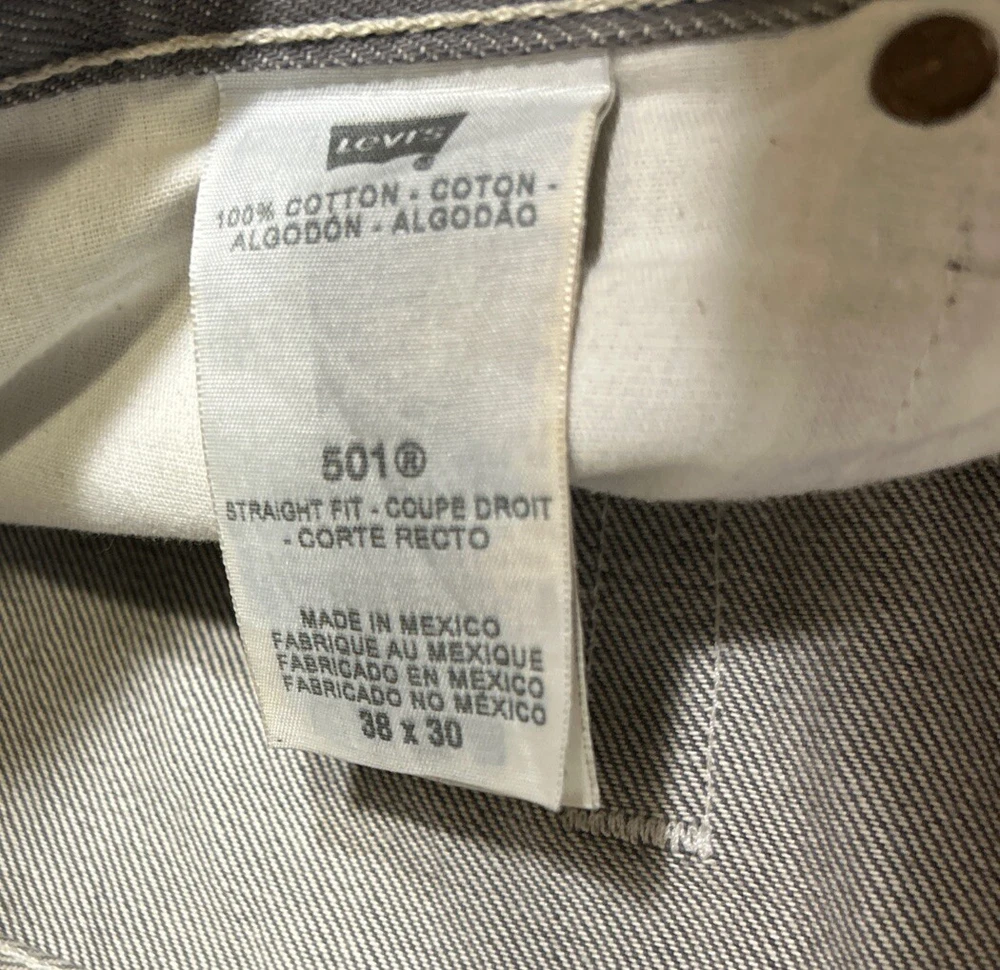 LEVI'S
®
100% COTTON - COTON -
ALGODÓN - ALGODÃO
501®
STRAIGHT FIT - COUPE DROIT
- CORTE RECTO
MADE IN MEXICO
FABRIQUE AU MEXIQUE
FABRICADO EN MÉXICO
FABRICADO NO MÉXICO
38 x 30